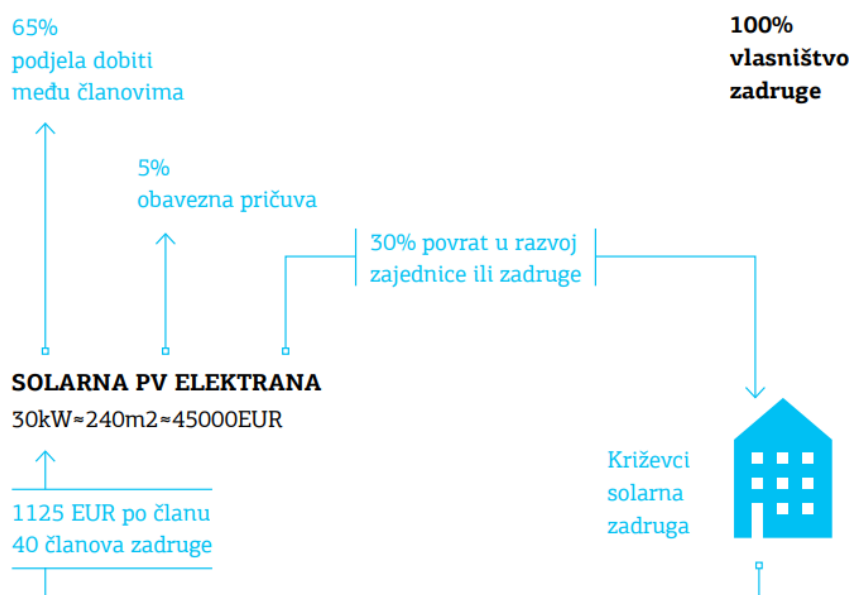 65%
podjela dobiti
među članovima
100%
vlasništvo
zadruge
5%
obavezna pričuva
30% povrat u razvoj
zajednice ili zadruge
SOLARNA PV ELEKTRANA
30kW≈240m2≈45000EUR
1125 EUR po članu
40 članova zadruge
Križevci
solarna
zadruga